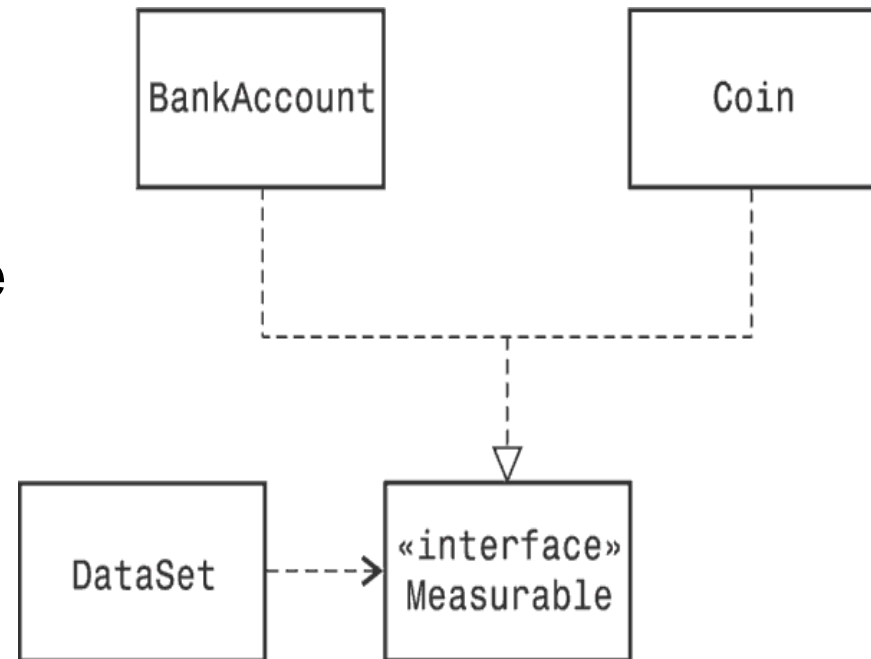 BankAccount
Coin
e
DataSet
«interface»
Measurable